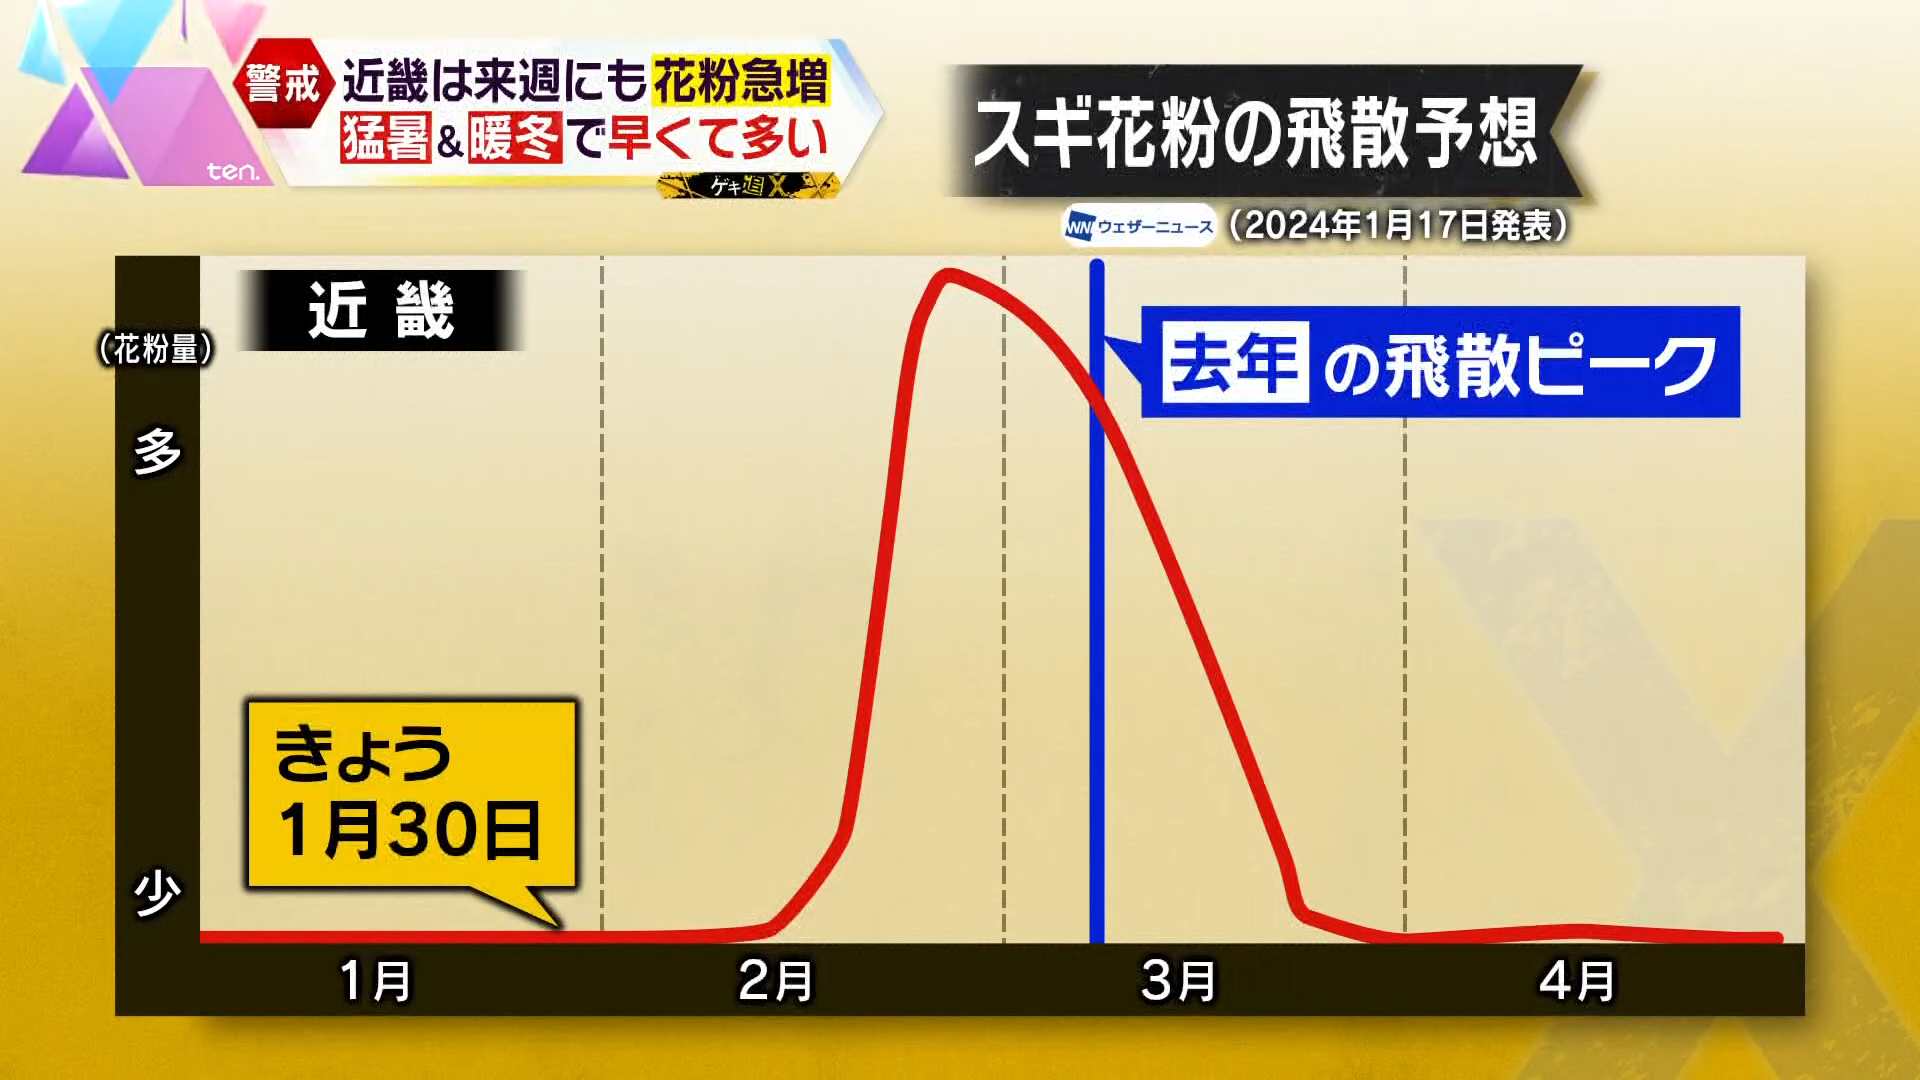 警戒
近畿は来週にも花粉急増
猛暑&暖冬で早くて多い
ten.
ゲキ追X
スギ花粉の飛散予想
WNウェザーニュース (2024年1月17日発表)
近畿
(花粉量)
多
少
去年の飛散ピーク
きょう
1月30日
1月 2月 3月 4月